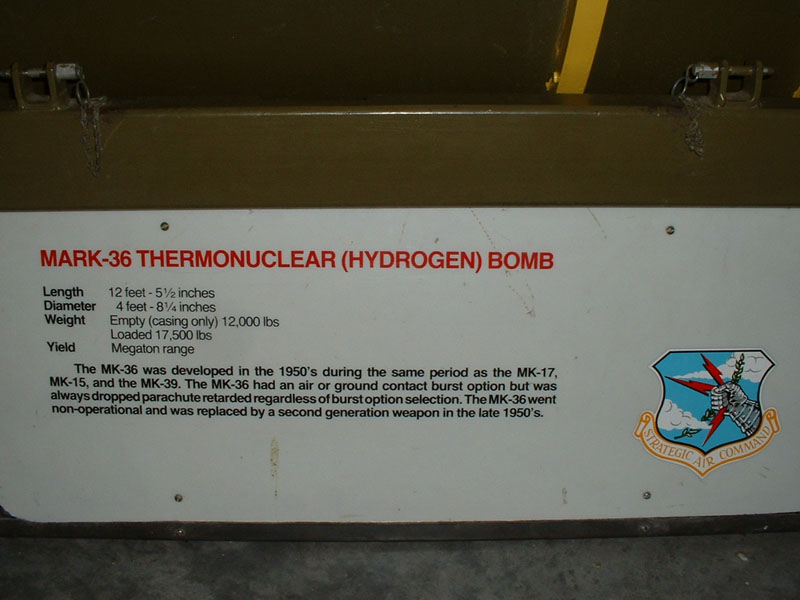 MARK-36 THERMONUCLEAR (HYDROGEN) BOMB
Length 12 feet - 5½ inches
Diameter 4 feet - 8¼ inches
Weight Empty (casing only) 12,000 lbs
Loaded 17,500 lbs
Yield Megaton range
The MK-36 was developed in the 1950's during the same period as the MK-17,
MK-15, and the MK-39. The MK-36 had an air or ground contact burst option but was
always dropped parachute retarded regardless of burst option selection. The MK-36 went
non-operational and was replaced by a second generation weapon in the late 1950's.
STRATEGIC AIR COMMAND